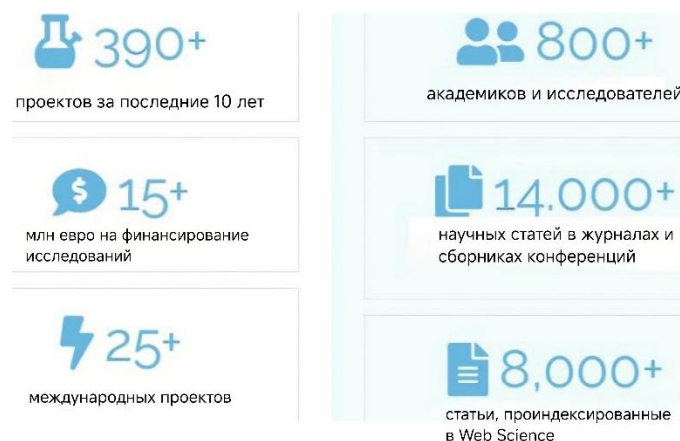 390+
проектов за последние 10 лет
15+
млн евро на финансирование
исследований
25+
международных проектов
800+
академиков и исследователей
14.000+
научных статей в журналах и
сборниках конференций
8,000+
статьи, проиндексированные
в Web Science